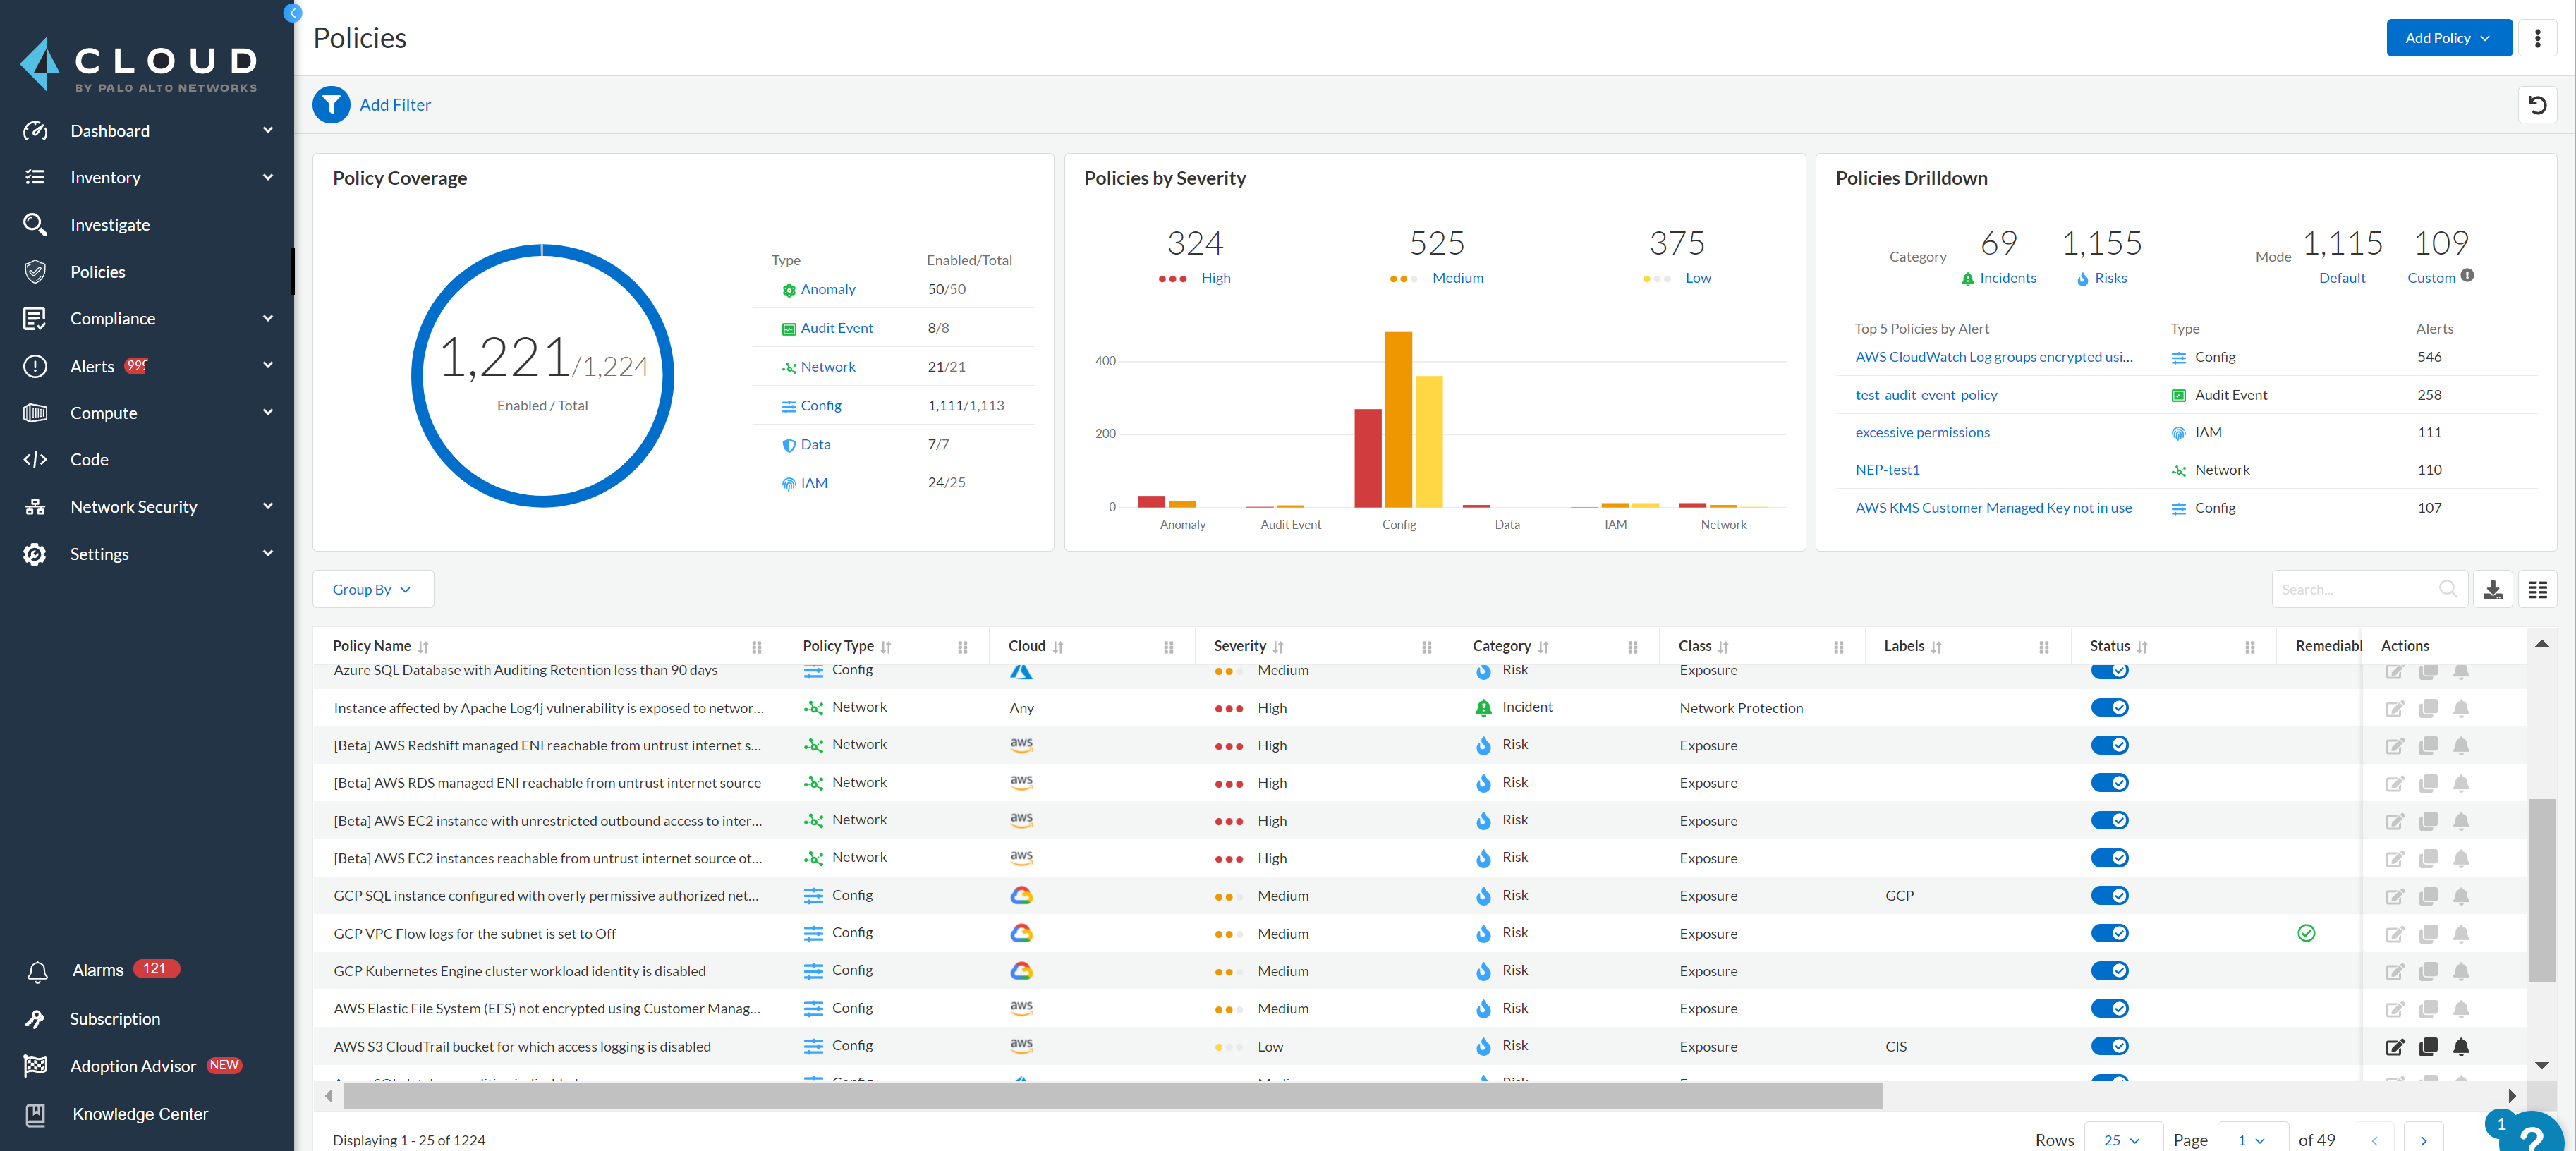 CLOUD
BY PALO ALTO NETWORKS
Dashboard
Inventory
Investigate
Policies
Compliance
Alerts 999
Compute
Code
Network Security
Settings
Alarms 121
Subscription
Adoption Advisor NEW
Knowledge Center
Policies
Add Policy
Add Filter
Policy Coverage
1,221/1,224
Enabled / Total
Type Enabled/Total
Anomaly 50/50
Audit Event 8/8
Network 21/21
Config 1,111/1,113
Data 7/7
IAM 24/25
Policies by Severity
324 525 375
High Medium Low
400
200
0
Anomaly Audit Event Config Data IAM Network
Policies Drilldown
Category 69 1,155 Mode 1,115 109
Incidents Risks Default Custom
Top 5 Policies by Alert Type Alerts
AWS CloudWatch Log groups encrypted usi... Config 546
test-audit-event-policy Audit Event 258
excessive permissions IAM 111
NEP-test1 Network 110
AWS KMS Customer Managed Key not in use Config 107
Group By
Search...
Policy Name Policy Type Cloud Severity Category Class Labels Status Remediabl Actions
Azure SQL Database with Auditing Retention less than 90 days Config Medium Risk Exposure
Instance affected by Apache Log4j vulnerability is exposed to networ... Network Any High Incident Network Protection
[Beta] AWS Redshift managed ENI reachable from untrust internet s... Network aws High Risk Exposure
[Beta] AWS RDS managed ENI reachable from untrust internet source Network aws High Risk Exposure
[Beta] AWS EC2 instance with unrestricted outbound access to inter... Network aws High Risk Exposure
[Beta] AWS EC2 instances reachable from untrust internet source ot... Network aws High Risk Exposure
GCP SQL instance configured with overly permissive authorized net... Config Medium Risk Exposure GCP
GCP VPC Flow logs for the subnet is set to Off Config Medium Risk Exposure
GCP Kubernetes Engine cluster workload identity is disabled Config Medium Risk Exposure
AWS Elastic File System (EFS) not encrypted using Customer Manag... Config aws Medium Risk Exposure
AWS S3 CloudTrail bucket for which access logging is disabled Config aws Low Risk Exposure CIS
Displaying 1 - 25 of 1224
Rows 25 Page 1 of 49
1
?